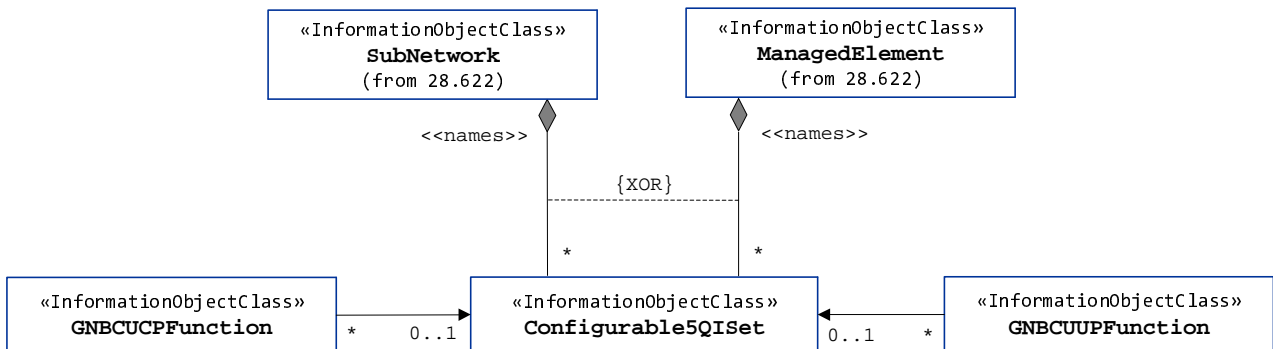 «InformationObjectClass»
SubNetwork
(from 28.622)
«InformationObjectClass»
ManagedElement
(from 28.622)
<<names>>
<<names>>
{XOR}
*
*
«InformationObjectClass»
GNBCUCPFunction
*
0..1
«InformationObjectClass»
Configurable5QISet
0..1
*
«InformationObjectClass»
GNBCUUPFunction